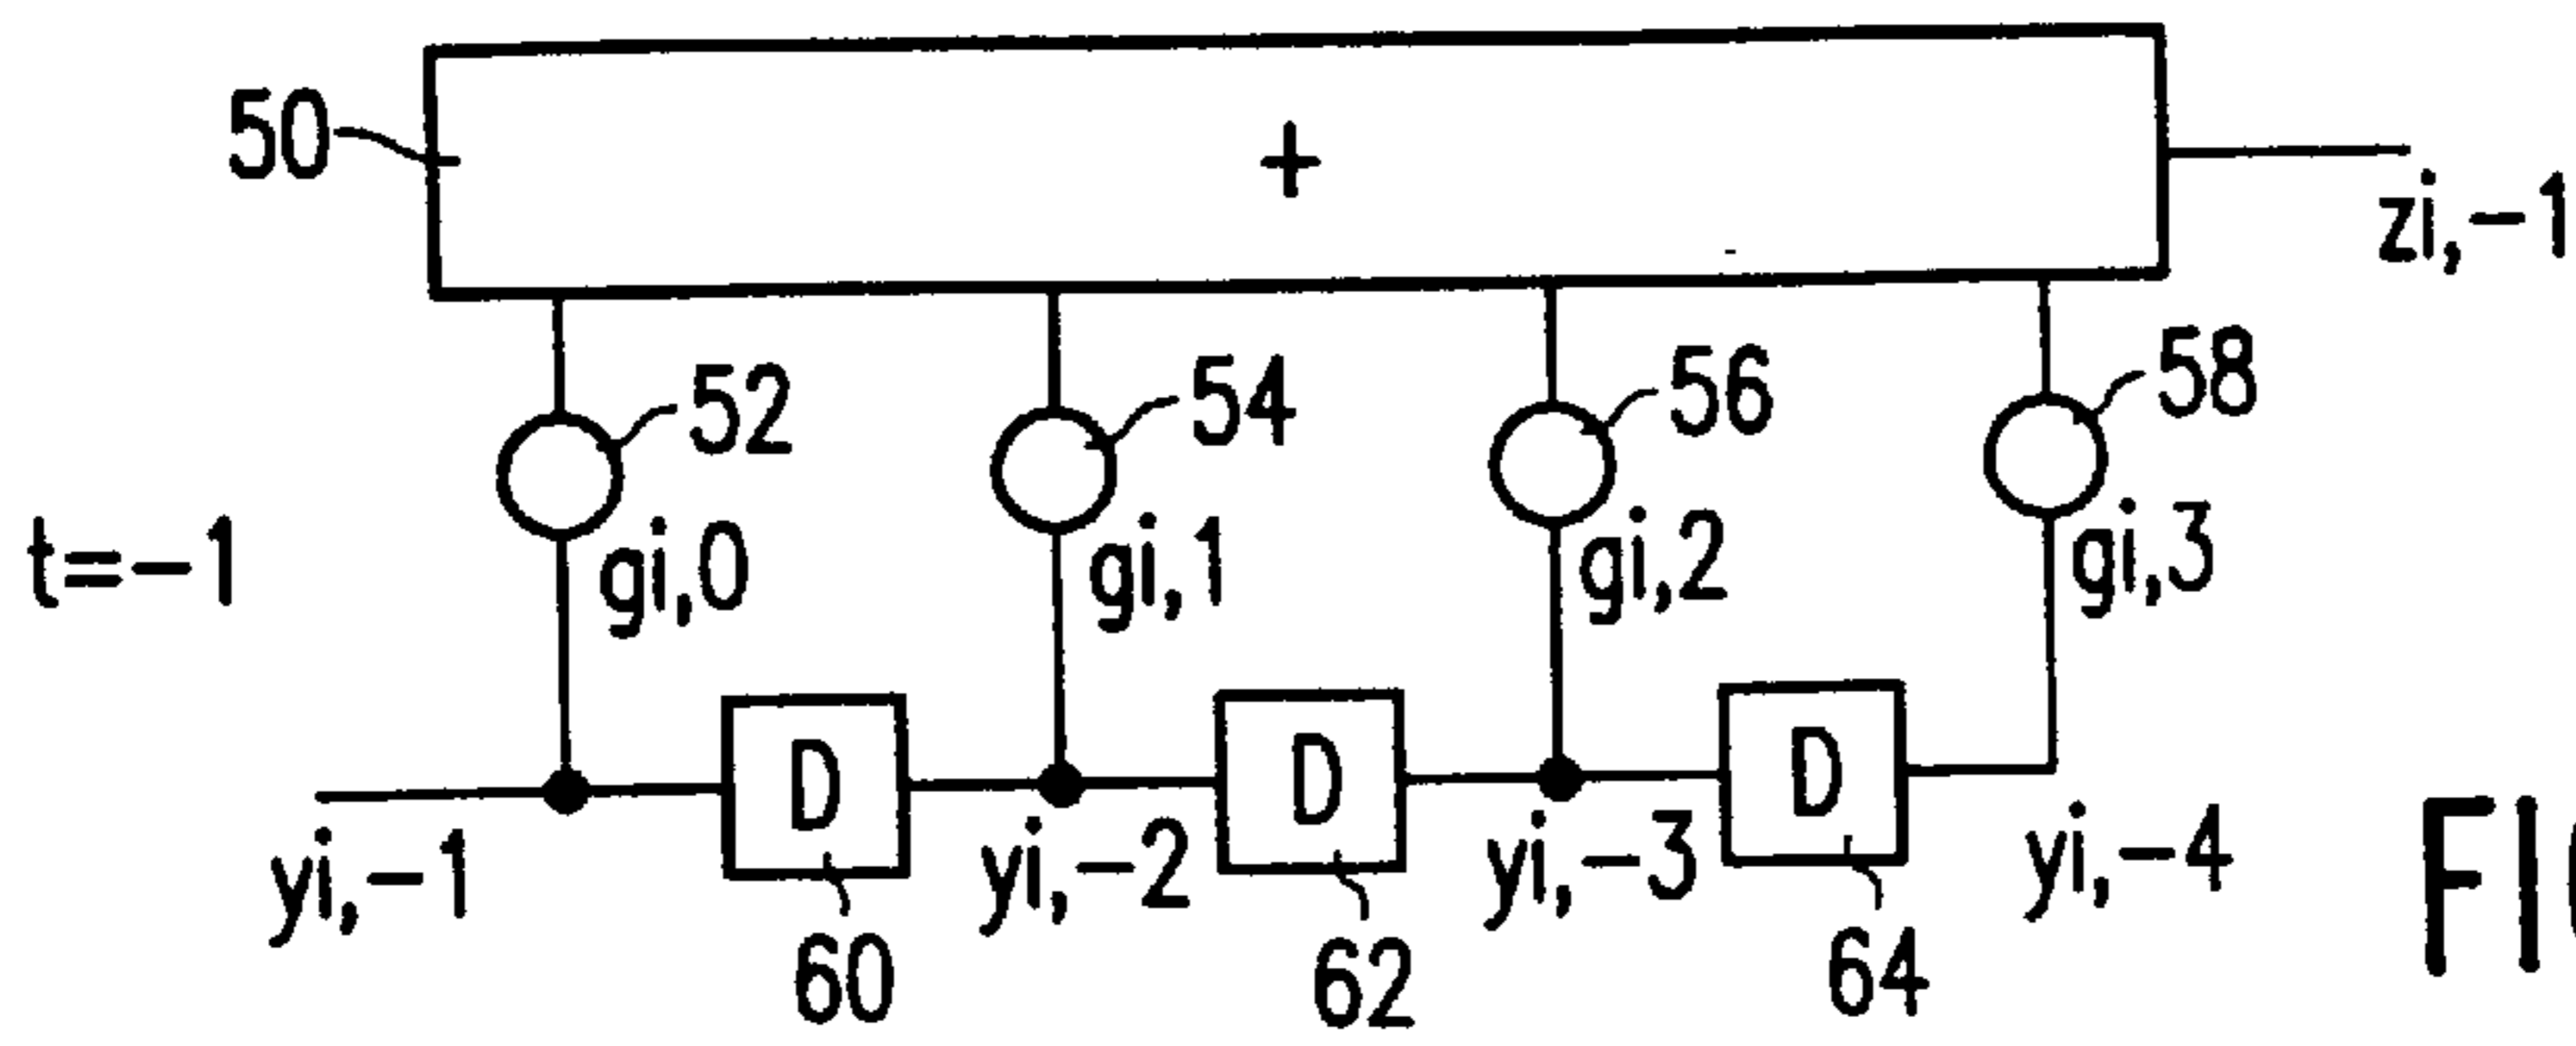 50
+
zi,-1
52
54
56
58
t=-1
gi,0
gi,1
gi,2
gi,3
D
D
D
yi,-1
yi,-2
yi,-3
yi,-4
60
62
64